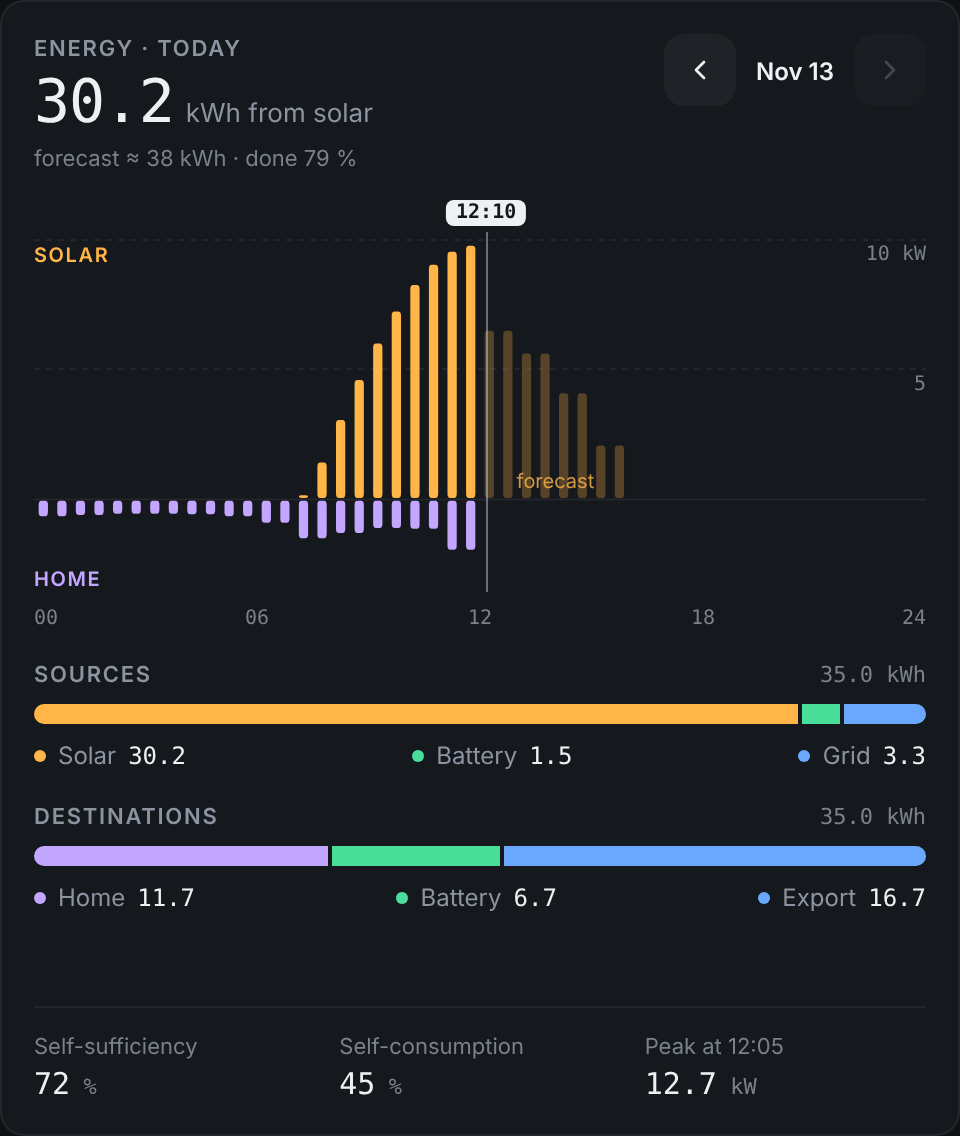 ENERGY · TODAY
30.2 kWh from solar
forecast ≈ 38 kWh · done 79 %
Nov 13
12:10
SOLAR
10 kW
5
forecast
HOME
00 06 12 18 24
SOURCES 35.0 kWh
Solar 30.2 Battery 1.5 Grid 3.3
DESTINATIONS 35.0 kWh
Home 11.7 Battery 6.7 Export 16.7
Self-sufficiency Self-consumption Peak at 12:05
72 % 45 % 12.7 kW